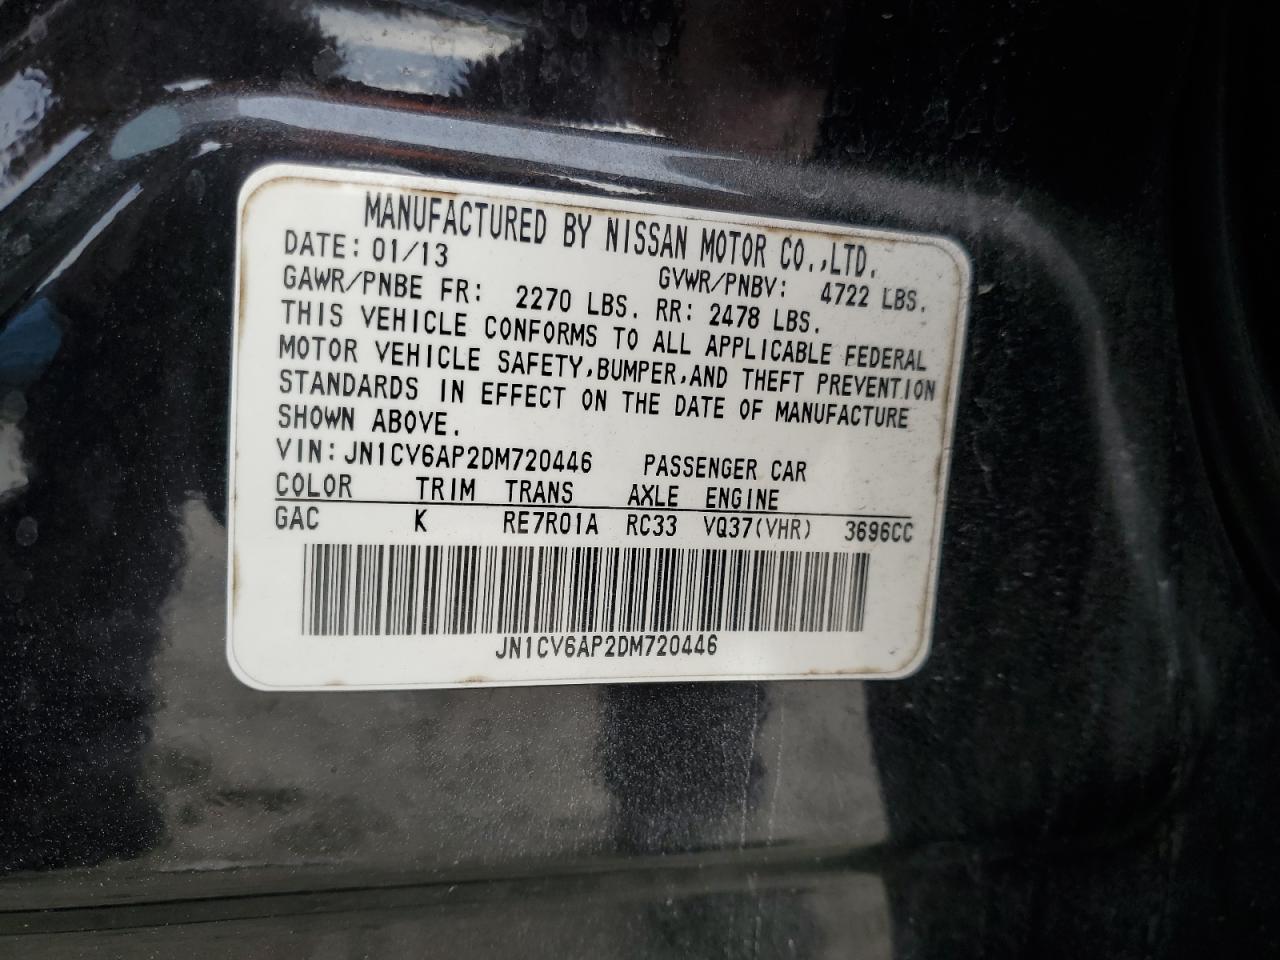 MANUFACTURED BY NISSAN MOTOR CO.,LTD.
DATE: 01/13 GVWR/PNBV: 4722 LBS.
GAWR/PNBE FR: 2270 LBS. RR: 2478 LBS.
THIS VEHICLE CONFORMS TO ALL APPLICABLE FEDERAL
MOTOR VEHICLE SAFETY,BUMPER,AND THEFT PREVENTION
STANDARDS IN EFFECT ON THE DATE OF MANUFACTURE
SHOWN ABOVE.
VIN:JN1CV6AP2DM720446 PASSENGER CAR
COLOR TRIM TRANS AXLE ENGINE
GAC K RE7R01A RC33 VQ37(VHR) 3696CC
JN1CV6AP2DM720446